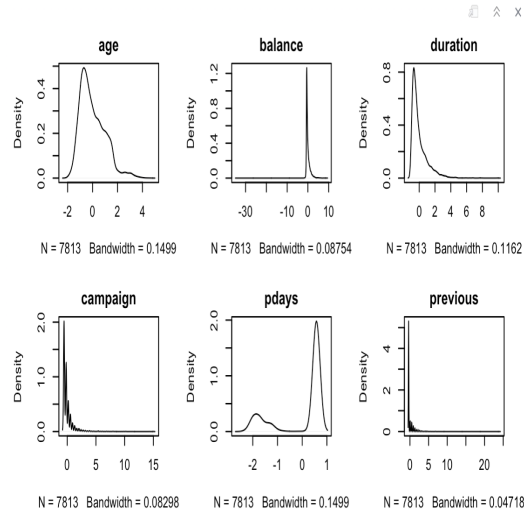 age
balance
duration
Density
0.0 0.2 0.4
-2 0 2 4
N = 7813 Bandwidth = 0.1499
Density
0.0 0.4 0.8 1.2
-30 -10 0 10
N = 7813 Bandwidth = 0.08754
Density
0.0 0.4 0.8
0 2 4 6 8
N = 7813 Bandwidth = 0.1162
campaign
pdays
previous
Density
0.0 1.0 2.0
0 5 10 15
N = 7813 Bandwidth = 0.08298
Density
0.0 1.0 2.0
-2 -1 0 1
N = 7813 Bandwidth = 0.1499
Density
0 2 4
0 5 10 20
N = 7813 Bandwidth = 0.04718